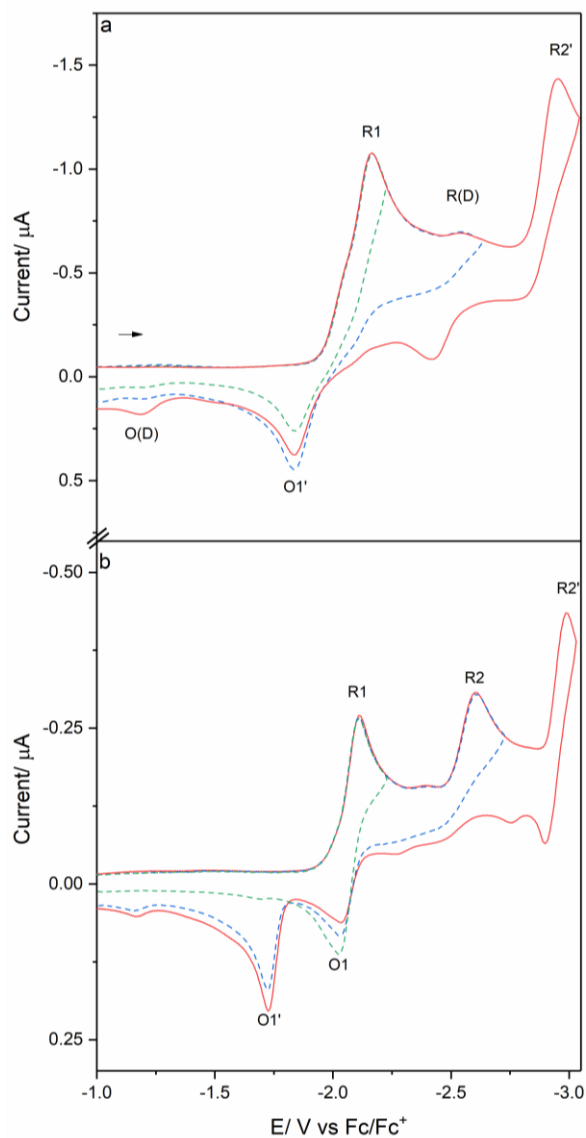 a
R2'
-1.5
R1
-1.0
R(D)
Current/ μA
-0.5
0.0
O(D)
0.5
O1'
b
-0.50
R2'
R1
R2
-0.25
Current/ μA
0.00
O1
O1'
0.25
-1.0 -1.5 -2.0 -2.5 -3.0
E/ V vs Fc/Fc⁺